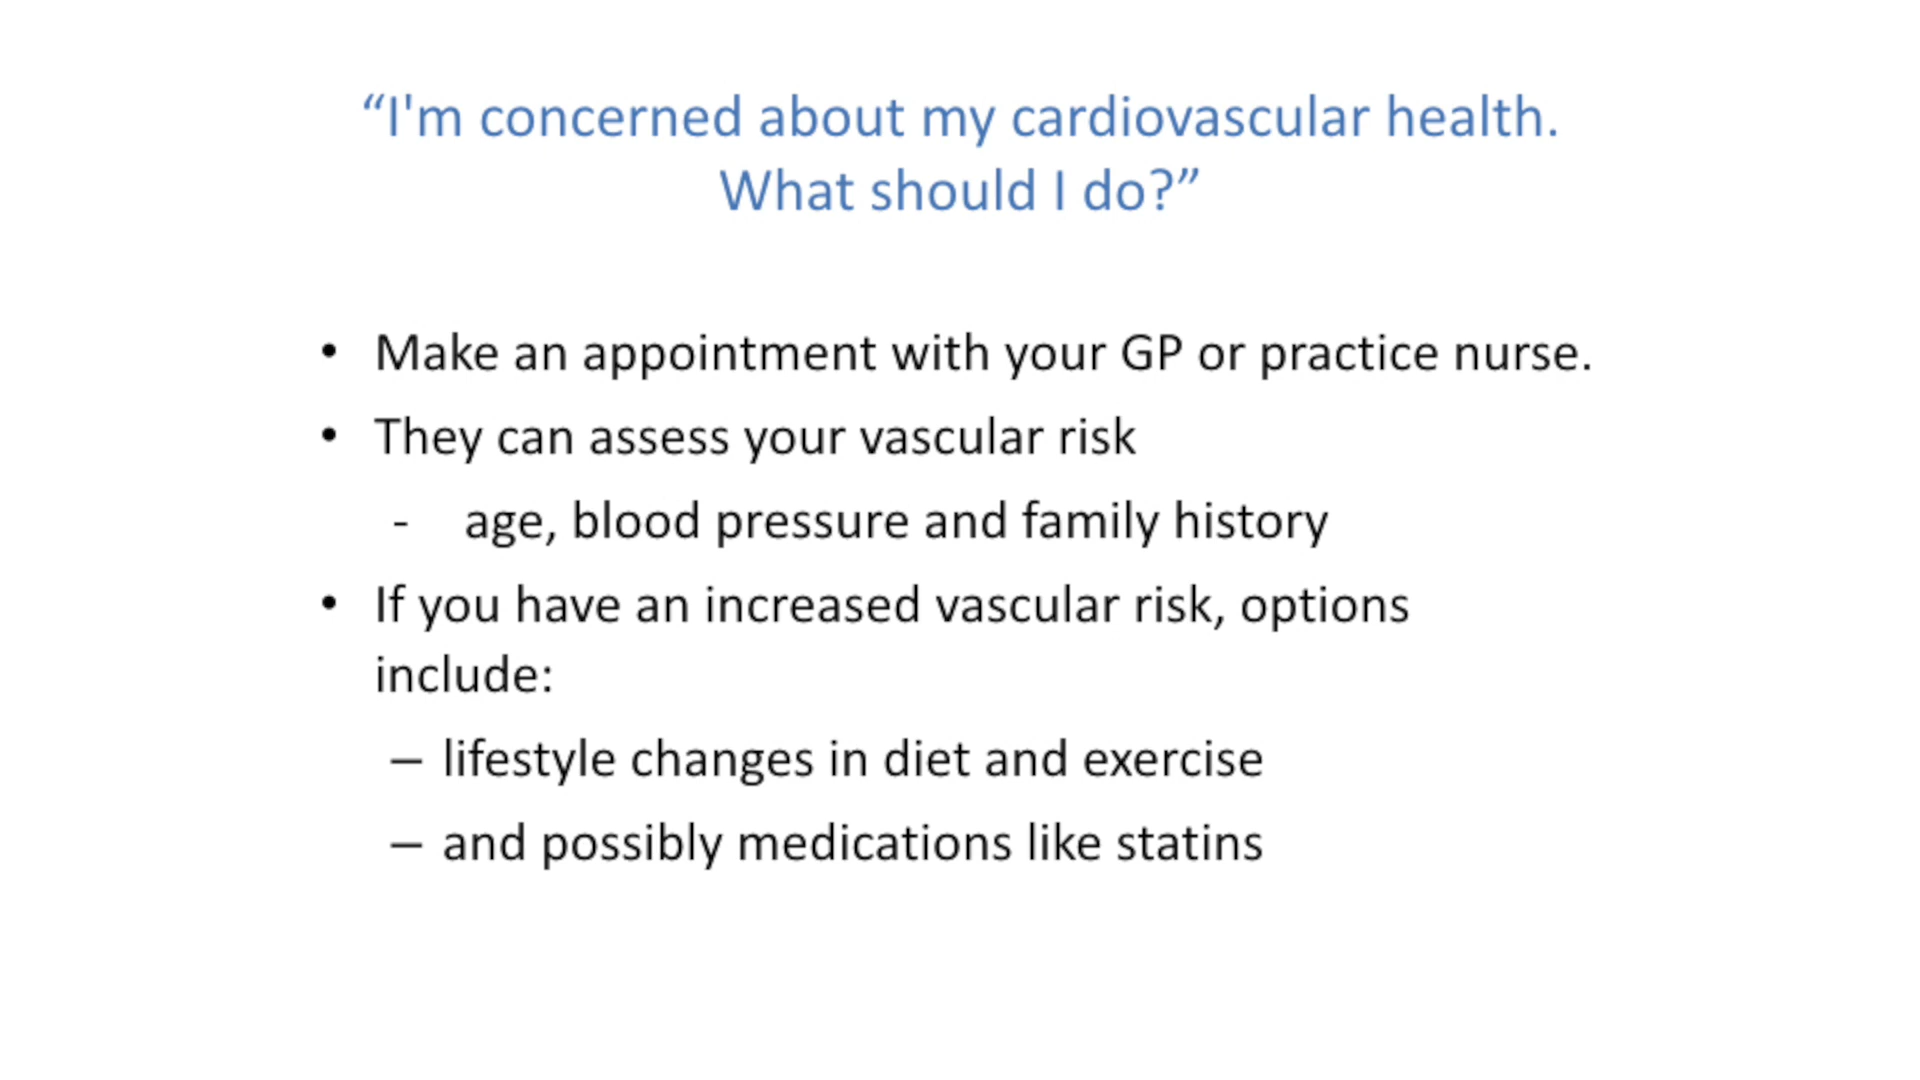 “I'm concerned about my cardiovascular health.
What should I do?”
• Make an appointment with your GP or practice nurse.
• They can assess your vascular risk
- age, blood pressure and family history
• If you have an increased vascular risk, options
include:
– lifestyle changes in diet and exercise
– and possibly medications like statins